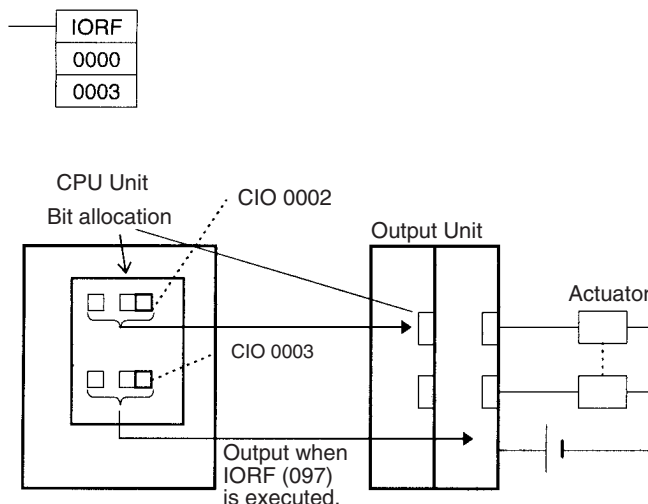 IORF
0000
0003
CPU Unit
Bit allocation
CIO 0002
Output Unit
Actuator
CIO 0003
Output when
IORF (097)
is executed.